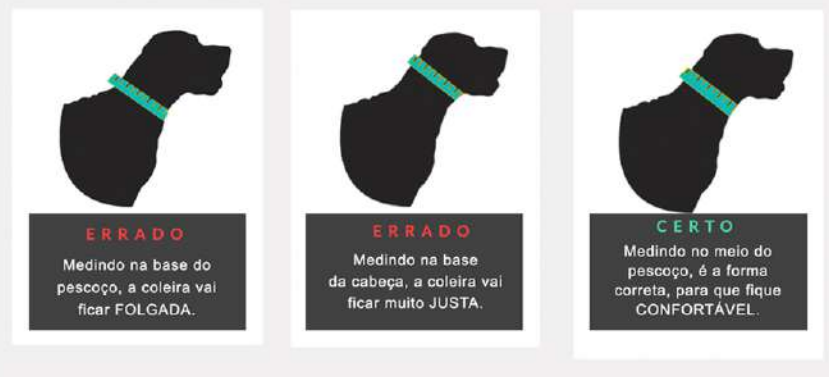 ERRADO
Medindo na base do
pescoço, a coleira vai
ficar FOLGADA.
ERRADO
Medindo na base
da cabeça, a coleira vai
ficar muito JUSTA.
CERTO
Medindo no meio do
pescoço, é a forma
correta, para que fique
CONFORTÁVEL.